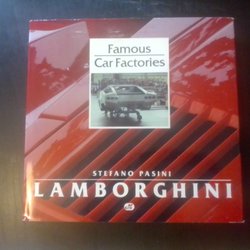 Famous
Car Factories
STEFANO PASINI
LAMBORGHINI